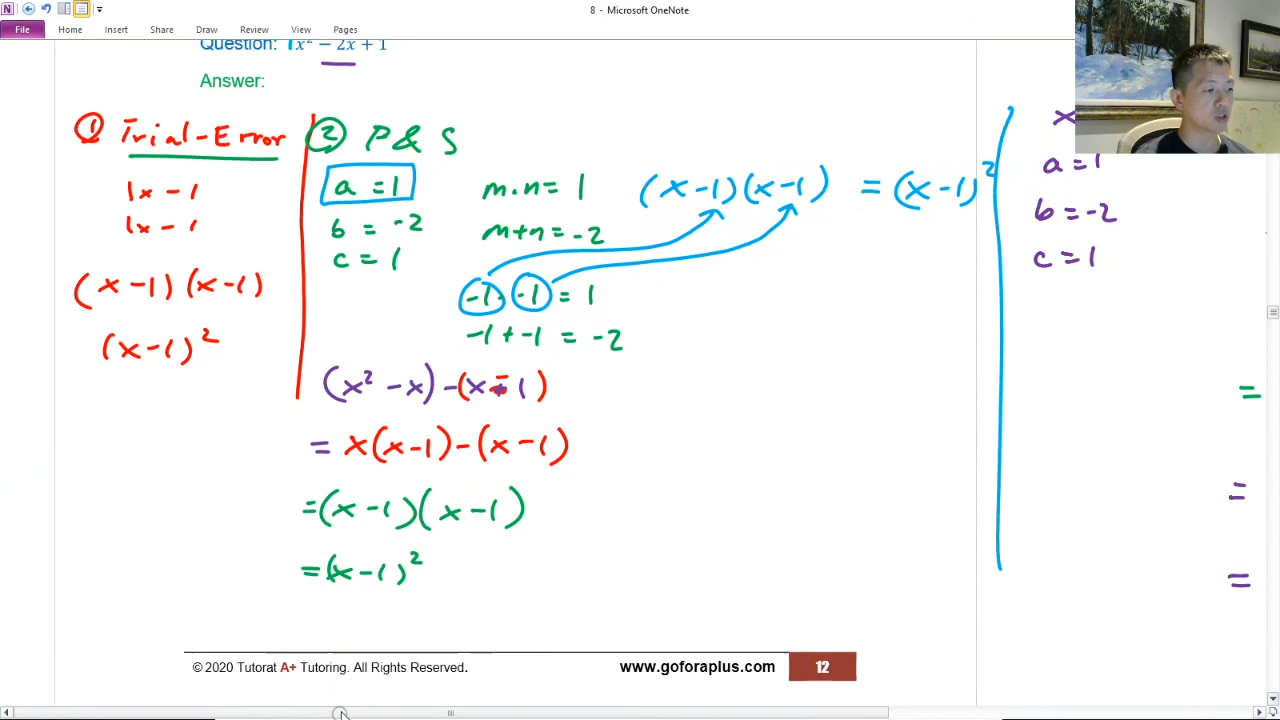 8 - Microsoft OneNote
File Home Insert Share Draw Review View Pages
Question: 1x² − 2x + 1
Answer:
① Trial-Error
1x - 1
1x - 1
(x - 1)(x - 1)
(x - 1)²
② P & S
a = 1
b = -2
c = 1
m·n = 1
m+n = -2
-1 · -1 = 1
-1 + -1 = -2
(x - 1)(x - 1) = (x - 1)²
(x² - x) - (x - 1)
= x(x - 1) - (x - 1)
= (x - 1)(x - 1)
= (x - 1)²
a = 1
b = -2
c = 1
=
=
=
© 2020 Tutorat A+ Tutoring. All Rights Reserved.
www.goforaplus.com
12